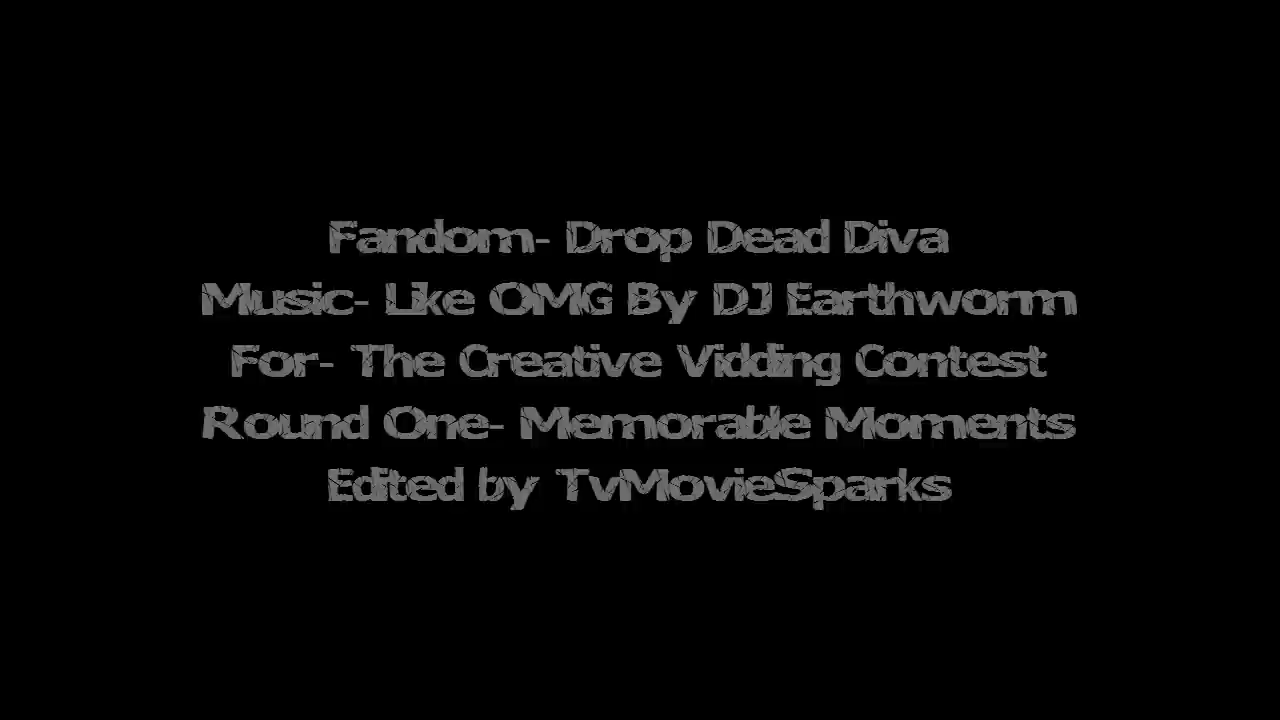 Fandom- Drop Dead Diva
Music- Like OMG By DJ Earthworm
For- The Creative Vidding Contest
Round One- Memorable Moments
Edited by TvMovieSparks